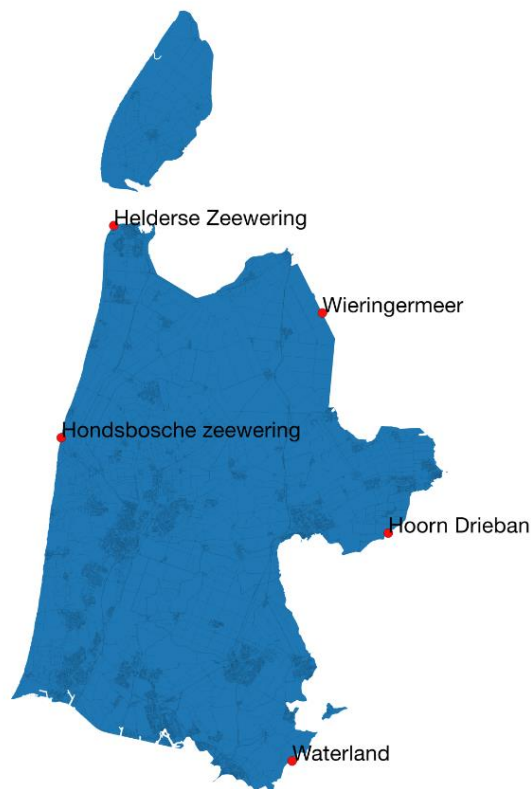 Helderse Zeewering
Wieringermeer
Hondsbosche zeewering
Hoorn Drieban
Waterland